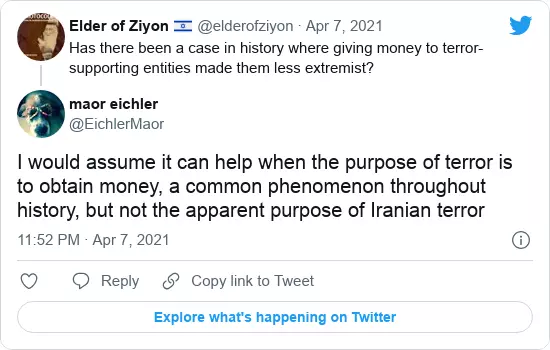 Elder of Ziyon 🇮🇱 @elderofziyon · Apr 7, 2021
Has there been a case in history where giving money to terror-
supporting entities made them less extremist?
maor eichler
@EichlerMaor
I would assume it can help when the purpose of terror is
to obtain money, a common phenomenon throughout
history, but not the apparent purpose of Iranian terror
11:52 PM · Apr 7, 2021
Reply Copy link to Tweet
Explore what's happening on Twitter